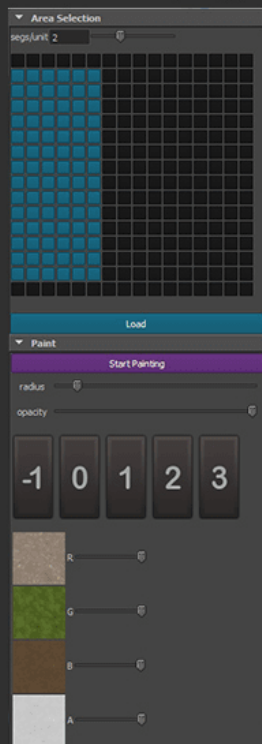 Area Selection
segs/unit 2
Load
Paint
Start Painting
radius
opacity
-1 0 1 2 3
R
G
B
A